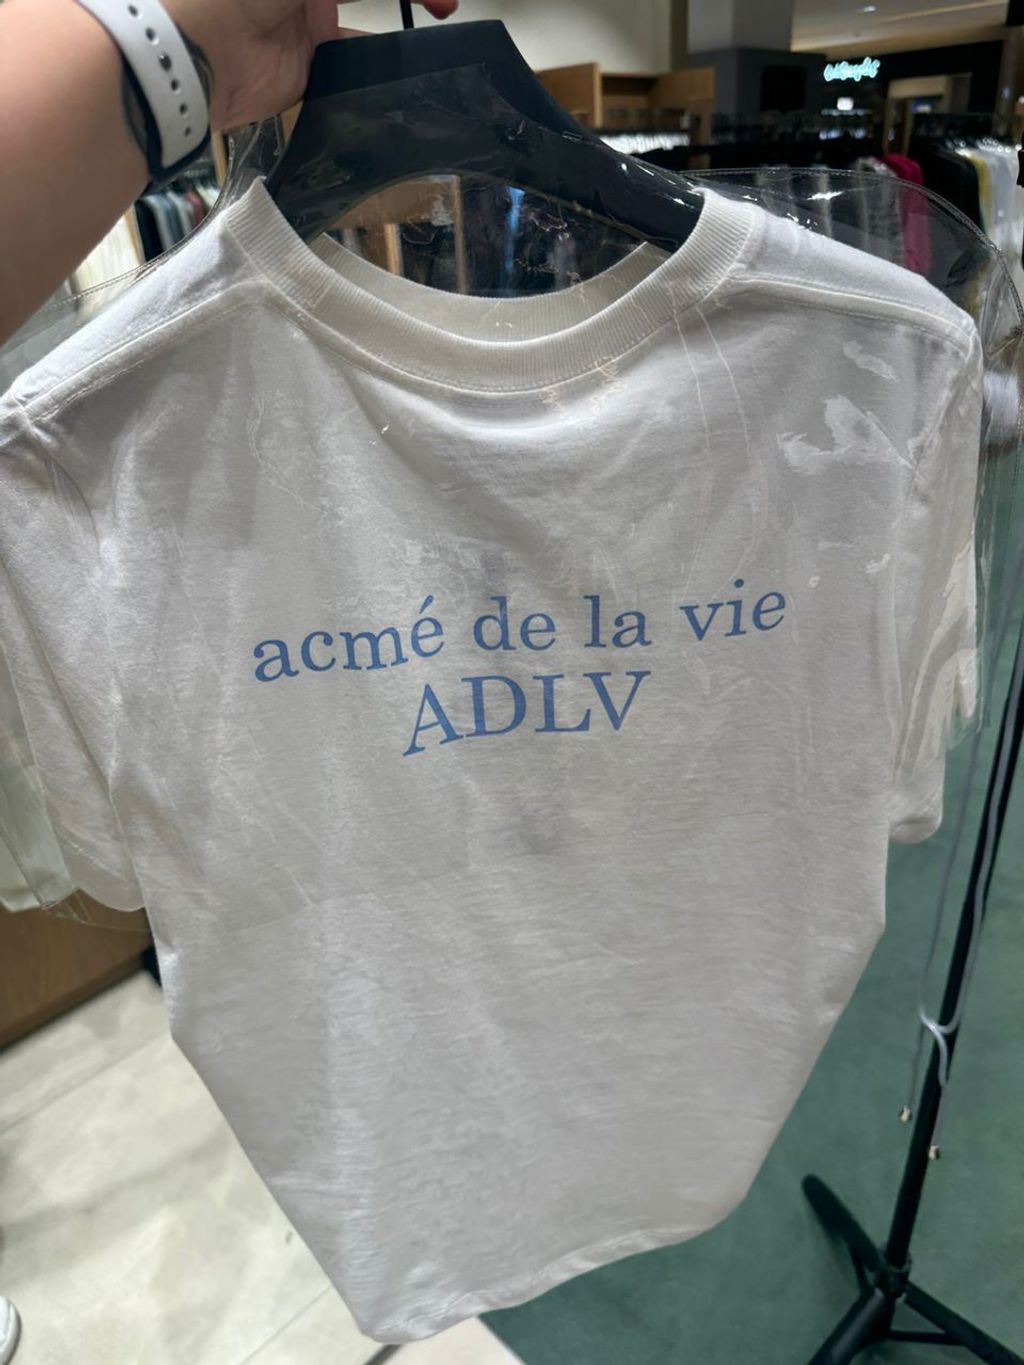 acmé de la vie
ADLV